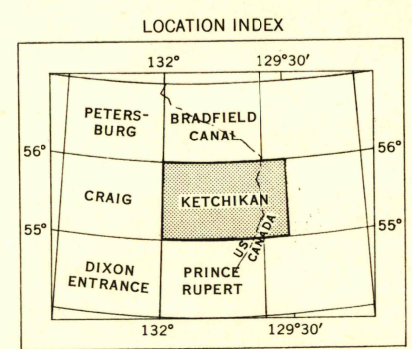 LOCATION INDEX
132°
129°30′
PETERS-
BURG
BRADFIELD
CANAL
56°
56°
CRAIG
KETCHIKAN
55°
55°
US
CANADA
DIXON
ENTRANCE
PRINCE
RUPERT
132°
129°30′